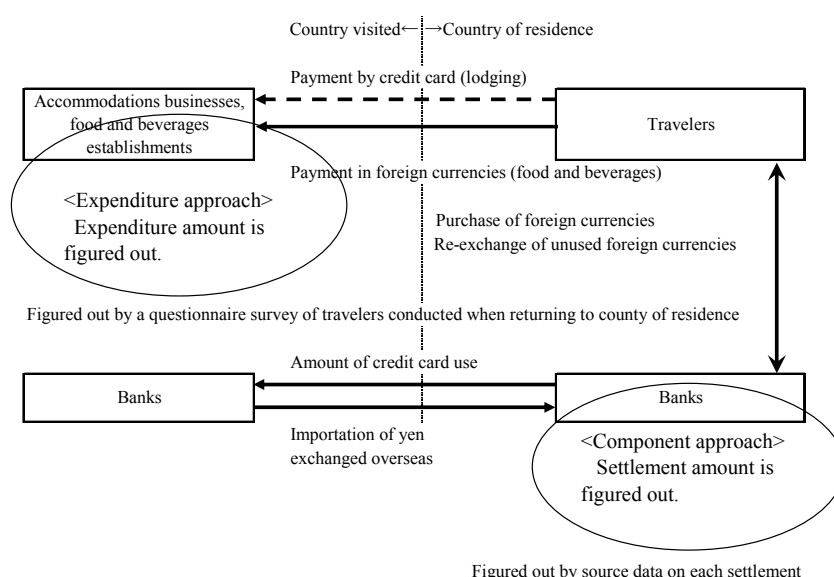 Country visited←→Country of residence
Payment by credit card (lodging)
Accommodations businesses,
food and beverages
establishments
Travelers
Payment in foreign currencies (food and beverages)
<Expenditure approach>
Expenditure amount is
figured out.
Purchase of foreign currencies
Re-exchange of unused foreign currencies
Figured out by a questionnaire survey of travelers conducted when returning to county of residence
Amount of credit card use
Banks
Banks
Importation of yen
exchanged overseas
<Component approach>
Settlement amount is
figured out.
Figured out by source data on each settlement